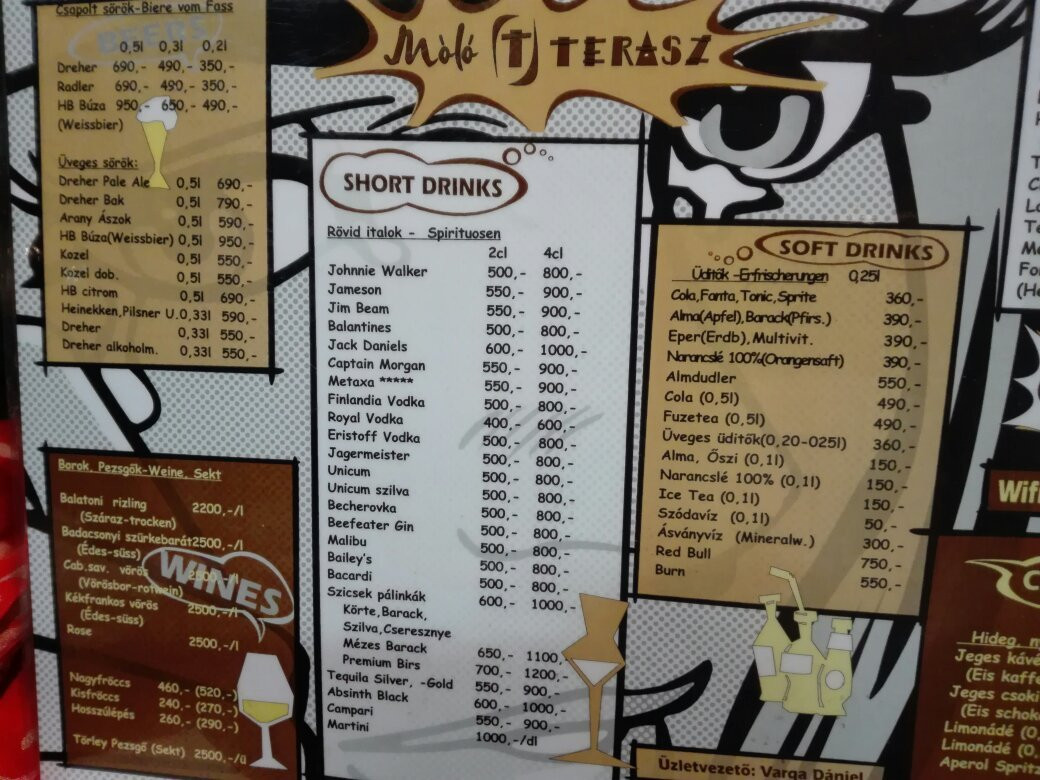 Csapolt sörök-Biere vom Fass
BEERS
0,5l 0,3l 0,2l
Dreher 690,- 490,- 350,-
Radler 690,- 490,- 350,-
HB Búza 950,- 650,- 490,-
(Weissbier)
Üveges sörök:
Dreher Pale Ale 0,5l 690,-
Dreher Bak 0,5l 790,-
Arany Ászok 0,5l 590,-
HB Búza(Weissbier) 0,5l 950,-
Kozel 0,5l 550,-
Kozel dob. 0,5l 550,-
HB citrom 0,5l 690,-
Heinekken,Pilsner U. 0,33l 590,-
Dreher 0,33l 550,-
Dreher alkoholm. 0,33l 550,-
Borok, Pezsgők-Weine, Sekt
Balatoni rizling 2200,-/l
(Száraz-trocken)
Badacsonyi szürkebarát 2500,-/l
(Édes-süss)
Cab.sav. vörös 2500,-/l
(Vörösbor-rotwein)
WINES
Kékfrankos vörös 2500,-/l
(Édes-süss)
Rose 2500,-/l
Nagyfröccs 460,- (520,-)
Kisfröccs 240,- (270,-)
Hosszúlépés 260,- (290,-)
Törley Pezsgő (Sekt) 2500,-/ü
Mòló (T) TERASZ
SHORT DRINKS
Rövid italok - Spirituosen
2cl 4cl
Johnnie Walker 500,- 800,-
Jameson 550,- 900,-
Jim Beam 550,- 900,-
Balantines 500,- 800,-
Jack Daniels 600,- 1000,-
Captain Morgan 550,- 900,-
Metaxa ***** 550,- 900,-
Finlandia Vodka 500,- 800,-
Royal Vodka 400,- 600,-
Eristoff Vodka 500,- 800,-
Jagermeister 500,- 800,-
Unicum 500,- 800,-
Unicum szilva 500,- 800,-
Becherovka 500,- 800,-
Beefeater Gin 500,- 800,-
Malibu 500,- 800,-
Bailey's 500,- 800,-
Bacardi 500,- 800,-
Szicsek pálinkák 600,- 1000,-
Körte,Barack,
Szilva,Cseresznye
Mézes Barack 650,- 1100,-
Premium Birs 700,- 1200,-
Tequila Silver, -Gold 550,- 900,-
Absinth Black 600,- 1000,-
Campari 550,- 900,-
Martini 1000,-/dl
SOFT DRINKS
Üditők -Erfrischerungen 0,25l
Cola,Fanta,Tonic,Sprite 360,-
Alma(Apfel),Barack(Pfirs.) 390,-
Eper(Erdb),Multivit. 390,-
Narancslé 100%(Orangensaft) 390,-
Almdudler 550,-
Cola (0,5l) 490,-
Fuzetea (0,5l) 490,-
Üveges üditők(0,20-025l) 360,-
Alma, Őszi (0,1l) 150,-
Narancslé 100% (0,1l) 150,-
Ice Tea (0,1l) 150,-
Szódavíz (0,1l) 50,-
Ásványvíz (Mineralw.) 300,-
Red Bull 750,-
Burn 550,-
Üzletvezető: Varga Dániel
Wifi
Hideg, m
Jeges kávé
(Eis kaffe
Jeges csoki
(Eis schok
Limonádé (0,
Limonádé (0,
Aperol Spritz